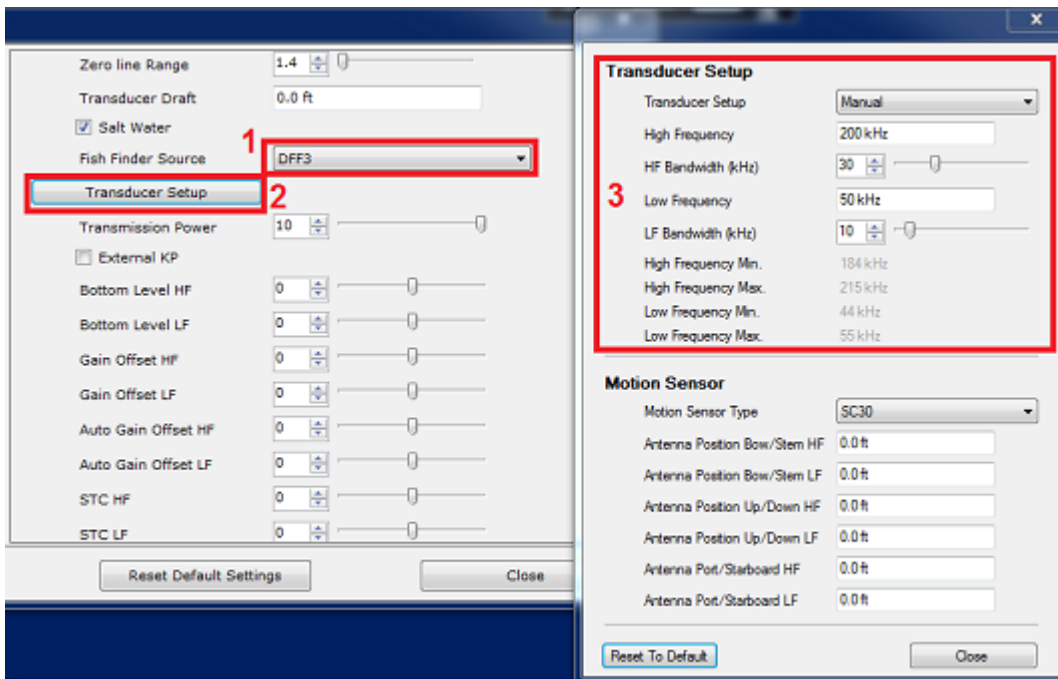 Zero line Range 1.4
Transducer Draft 0.0 ft
Salt Water
1
Fish Finder Source DFF3
Transducer Setup 2
Transmission Power 10
External KP
Bottom Level HF 0
Bottom Level LF 0
Gain Offset HF 0
Gain Offset LF 0
Auto Gain Offset HF 0
Auto Gain Offset LF 0
STC HF 0
STC LF 0
Reset Default Settings Close
x
Transducer Setup
Transducer Setup Manual
High Frequency 200 kHz
HF Bandwidth (kHz) 30
3
Low Frequency 50 kHz
LF Bandwidth (kHz) 10
High Frequency Min. 184 kHz
High Frequency Max. 215 kHz
Low Frequency Min. 44 kHz
Low Frequency Max. 55 kHz
Motion Sensor
Motion Sensor Type SC30
Antenna Position Bow/Stern HF 0.0 ft
Antenna Position Bow/Stern LF 0.0 ft
Antenna Position Up/Down HF 0.0 ft
Antenna Position Up/Down LF 0.0 ft
Antenna Port/Starboard HF 0.0 ft
Antenna Port/Starboard LF 0.0 ft
Reset To Default Close